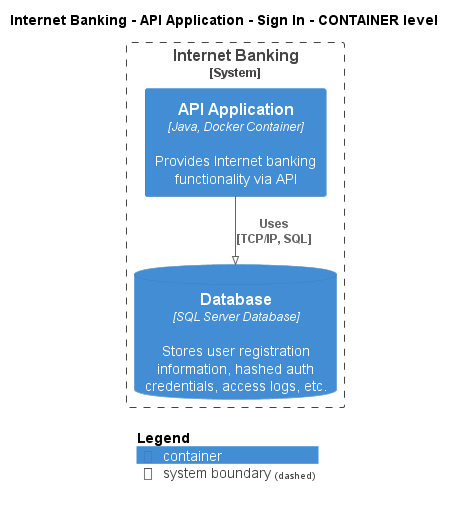 Internet Banking - API Application - Sign In - CONTAINER level
Internet Banking
[System]
API Application
[Java, Docker Container]
Provides Internet banking
functionality via API
Uses
[TCP/IP, SQL]
Database
[SQL Server Database]
Stores user registration
information, hashed auth
credentials, access logs, etc.
Legend
container
system boundary (dashed)